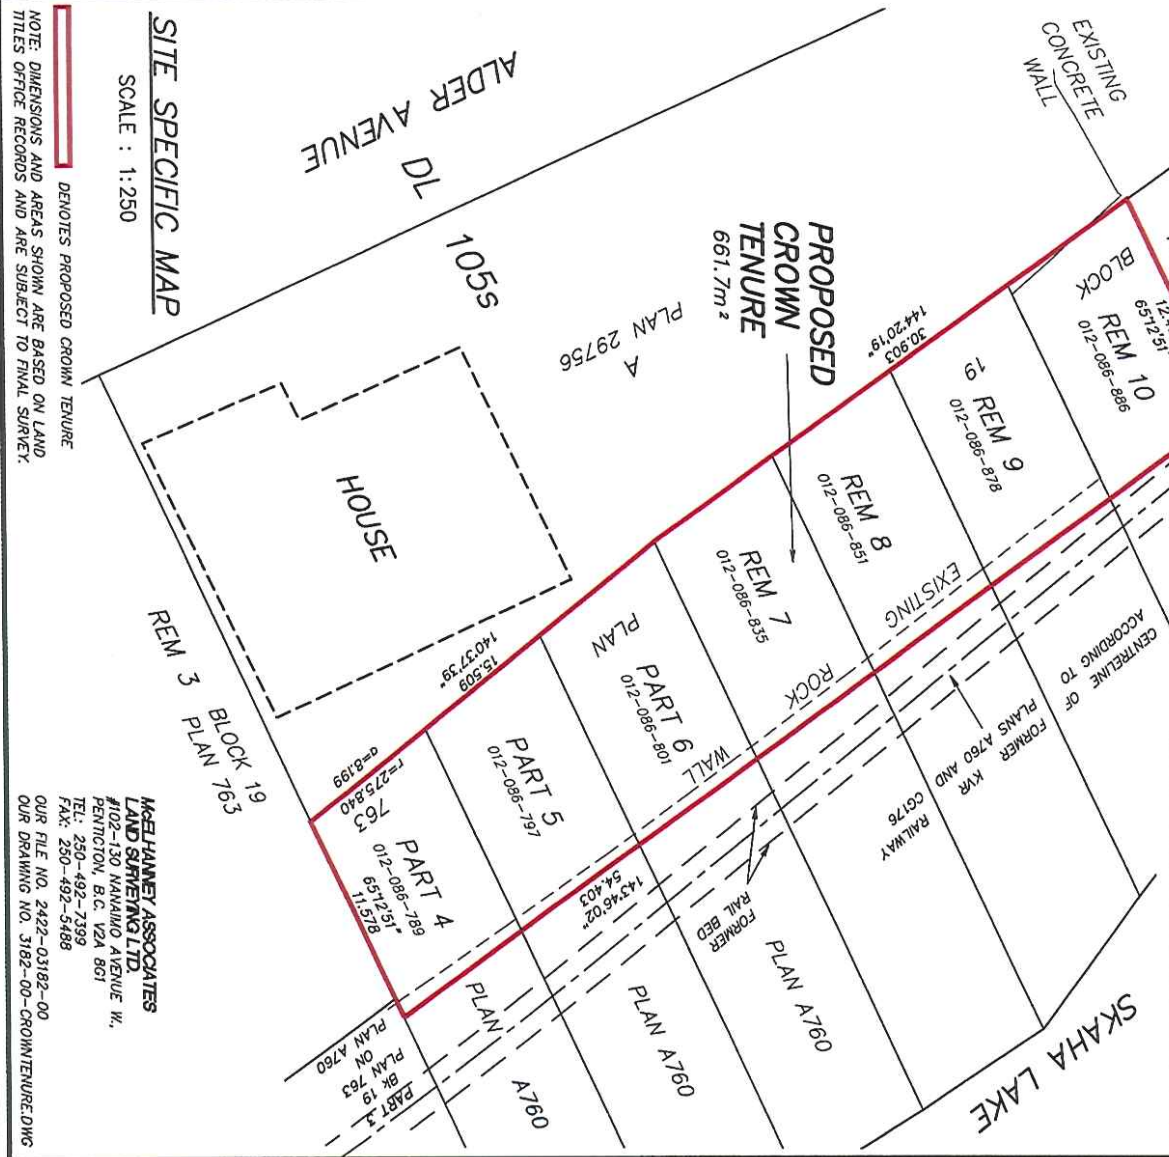 EXISTING
CONCRETE
WALL
ALDER AVENUE
DL
105s
SITE SPECIFIC MAP
SCALE : 1:250
DENOTES PROPOSED CROWN TENURE
NOTE: DIMENSIONS AND AREAS SHOWN ARE BASED ON LAND
TITLES OFFICE RECORDS AND ARE SUBJECT TO FINAL SURVEY.
PROPOSED
CROWN
TENURE
661.7m²
A
PLAN 29756
HOUSE
REM 3
BLOCK 19
PLAN 763
65°12'51
BLOCK
REM 10
012-086-886
19
REM 9
012-086-878
REM 8
012-086-851
REM 7
012-086-835
PLAN
PART 6
012-086-801
PART 5
012-086-797
763
PART 4
012-086-789
65°12'51"
11.578
30.903
144°20'19"
15.509
140°37'39"
r=275.840
a=8.199
143°46'02"
54.403
EXISTING
ROCK
WALL
CENTRELINE OF
ACCORDING TO
FORMER KVR
PLANS A760 AND
RAILWAY
CG176
FORMER
RAIL BED
PLAN A760
PLAN A760
PLAN
A760
PART 3
BK 19
PLAN 763
ON
PLAN A760
SKAHA LAKE
McELHANNEY ASSOCIATES
LAND SURVEYING LTD.
#102-130 NANAIMO AVENUE W.,
PENTICTON, B.C. V2A 8G1
TEL: 250-492-7399
FAX: 250-492-5488
OUR FILE NO. 2422-03182-00
OUR DRAWING NO. 3182-00-CROWNTENURE.DWG